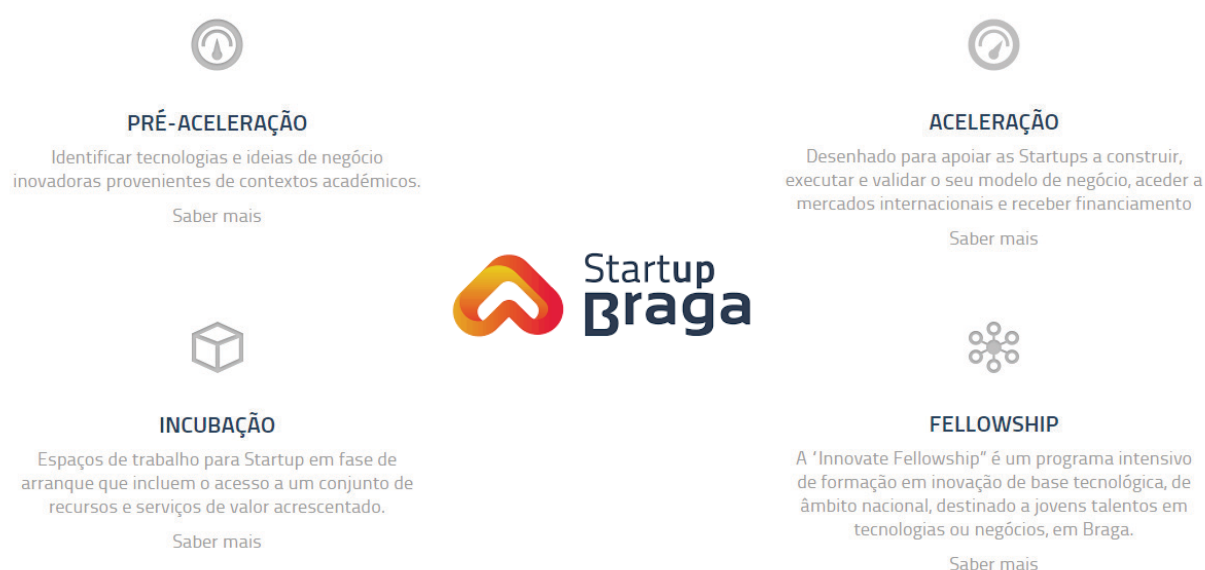 PRÉ-ACELERAÇÃO
Identificar tecnologias e ideias de negócio
inovadoras provenientes de contextos académicos.
Saber mais
ACELERAÇÃO
Desenhado para apoiar as Startups a construir,
executar e validar o seu modelo de negócio, aceder a
mercados internacionais e receber financiamento
Saber mais
Startup
Braga
INCUBAÇÃO
Espaços de trabalho para Startup em fase de
arranque que incluem o acesso a um conjunto de
recursos e serviços de valor acrescentado.
Saber mais
FELLOWSHIP
A “Innovate Fellowship” é um programa intensivo
de formação em inovação de base tecnológica, de
âmbito nacional, destinado a jovens talentos em
tecnologias ou negócios, em Braga.
Saber mais